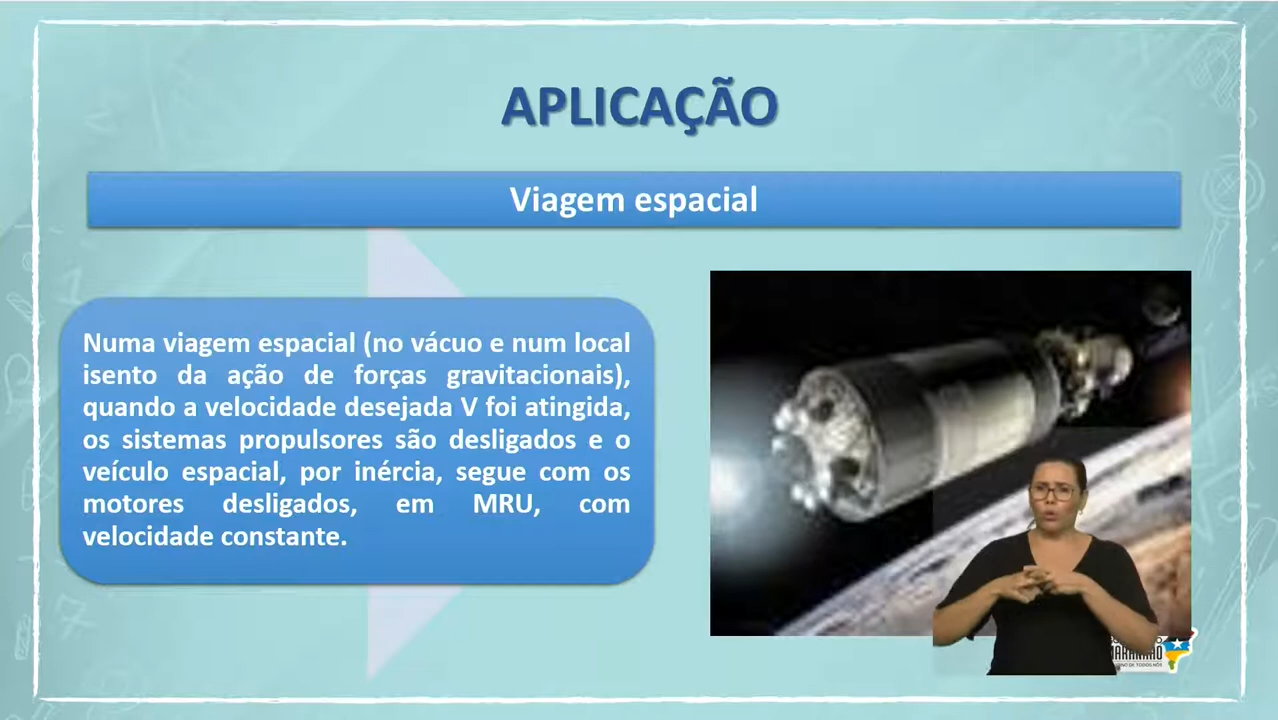 APLICAÇÃO
Viagem espacial
Numa viagem espacial (no vácuo e num local
isento da ação de forças gravitacionais),
quando a velocidade desejada V foi atingida,
os sistemas propulsores são desligados e o
veículo espacial, por inércia, segue com os
motores desligados, em MRU, com
velocidade constante.